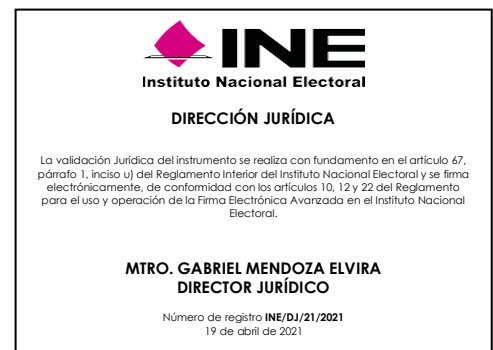 INE
Instituto Nacional Electoral
DIRECCIÓN JURÍDICA
La validación Jurídica del instrumento se realiza con fundamento en el artículo 67,
párrafo 1, inciso u) del Reglamento Interior del Instituto Nacional Electoral y se firma
electrónicamente, de conformidad con los artículos 10, 12 y 22 del Reglamento
para el uso y operación de la Firma Electrónica Avanzada en el Instituto Nacional
Electoral.
MTRO. GABRIEL MENDOZA ELVIRA
DIRECTOR JURÍDICO
Número de registro INE/DJ/21/2021
19 de abril de 2021